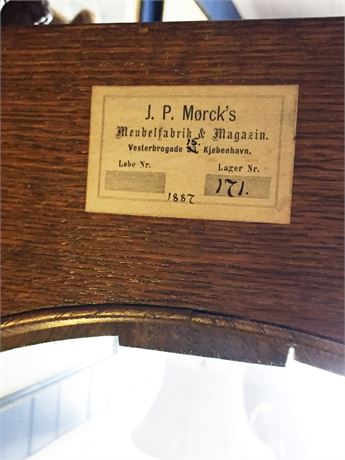 J. P. Mørck's
Meubelfabrik & Magazin.
15.
Vesterbrogade Kjøbenhavn.
Løbe Nr. Lager Nr.
171.
1887